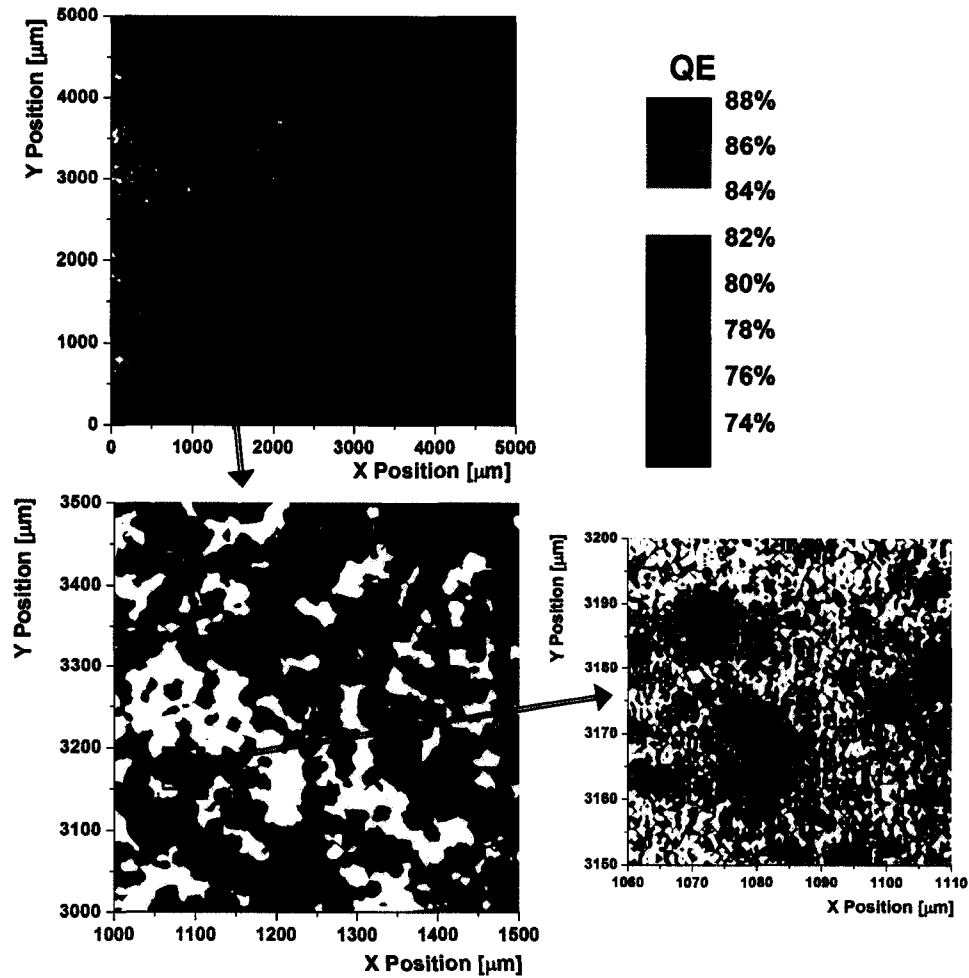 5000
4000
3000
2000
1000
0
Y Position [μm]
0 1000 2000 3000 4000 5000
X Position [μm]
QE
88%
86%
84%
82%
80%
78%
76%
74%
3500
3400
3300
3200
3100
3000
Y Position [μm]
1000 1100 1200 1300 1400 1500
X Position [μm]
3200
3190
3180
3170
3160
3150
Y Position [μm]
1060 1070 1080 1090 1100 1110
X Position [μm]